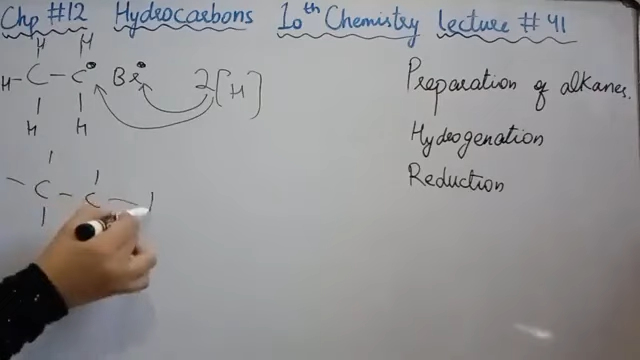 Chp #12 Hydrocarbons 10th Chemistry lecture # 41
H H
H - C - C Br 2[H]
H H
- C - C -
Preparation of alkanes.
Hydrogenation
Reduction